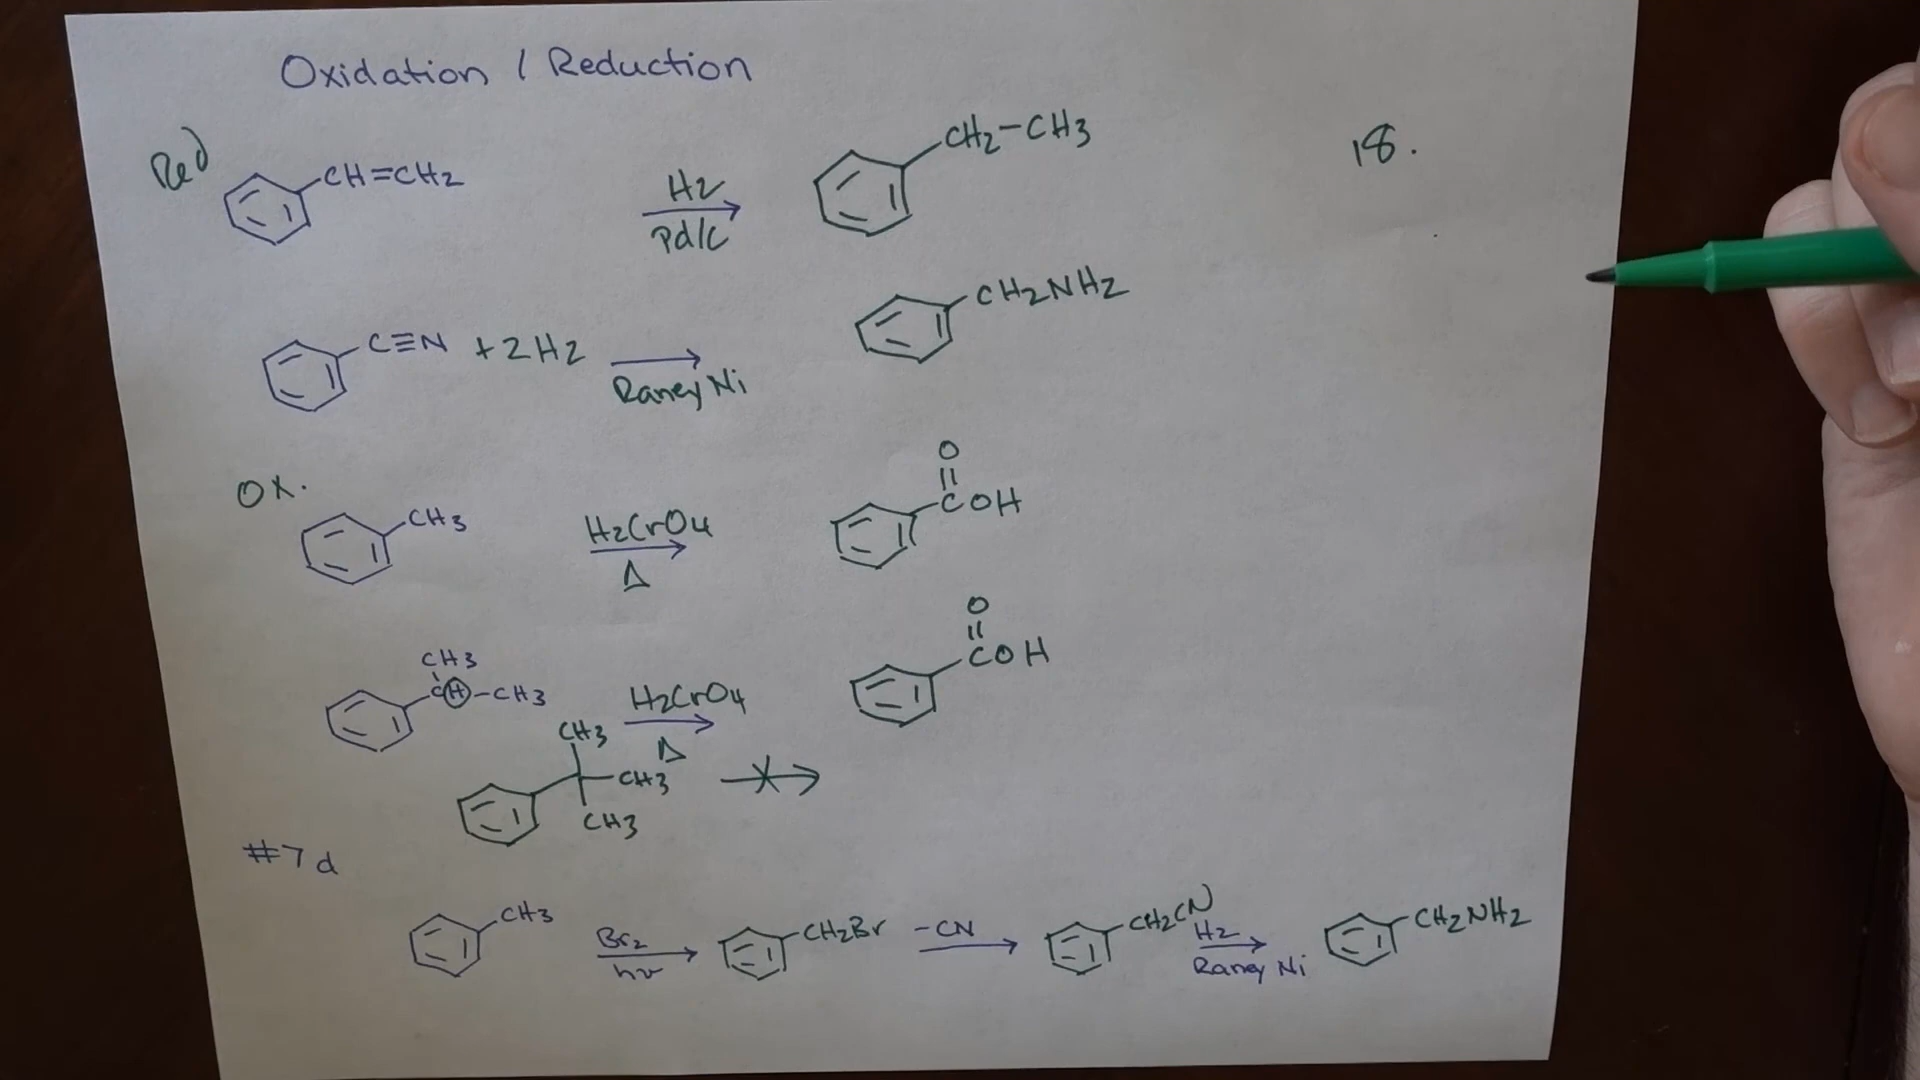 Oxidation / Reduction
Red
CH=CH2
H2
Pd/C
CH2-CH3
18.
C≡N + 2H2
Raney Ni
CH2NH2
OX.
CH3
H2CrO4
Δ
O
COH
CH3
CH-CH3
H2CrO4
Δ
O
COH
CH3
CH3
CH3
#7d
CH3
Br2
hν
CH2Br
-CN
CH2CN
H2
Raney Ni
CH2NH2